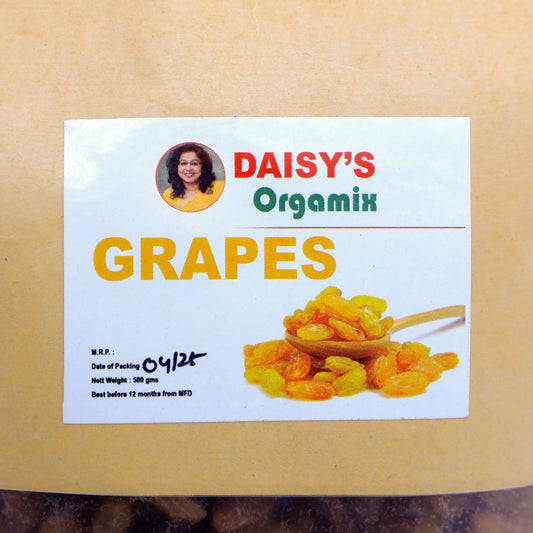 DAISY'S
Orgamix
GRAPES
M.R.P. :
Date of Packing 04/25
Nett Weight : 500 gms
Best before 12 months from MFD